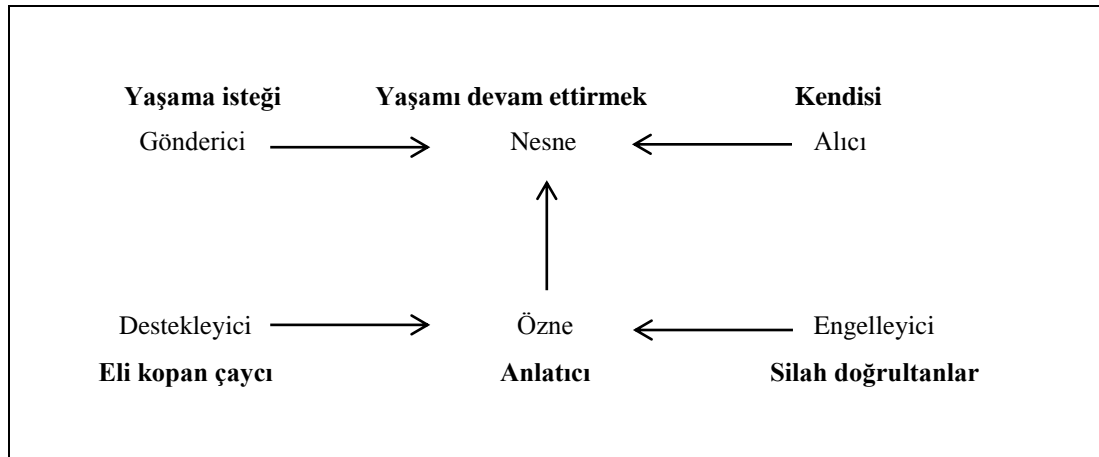 Yaşama isteği Yaşamı devam ettirmek Kendisi
Gönderici Nesne Alıcı
Destekleyici Özne Engelleyici
Eli kopan çaycı Anlatıcı Silah doğrultanlar